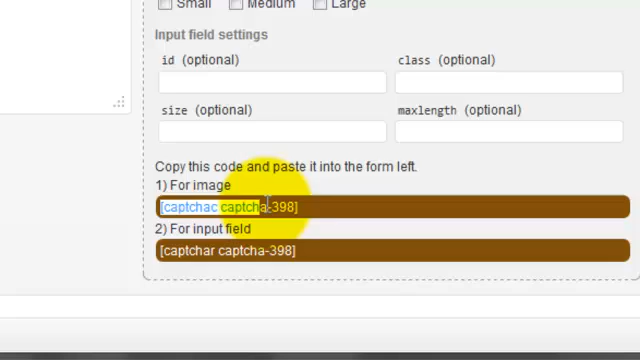 Small Medium Large
Input field settings
id (optional) class (optional)
size (optional) maxlength (optional)
Copy this code and paste it into the form left.
1) For image
[captchac captcha-398]
2) For input field
[captchar captcha-398]